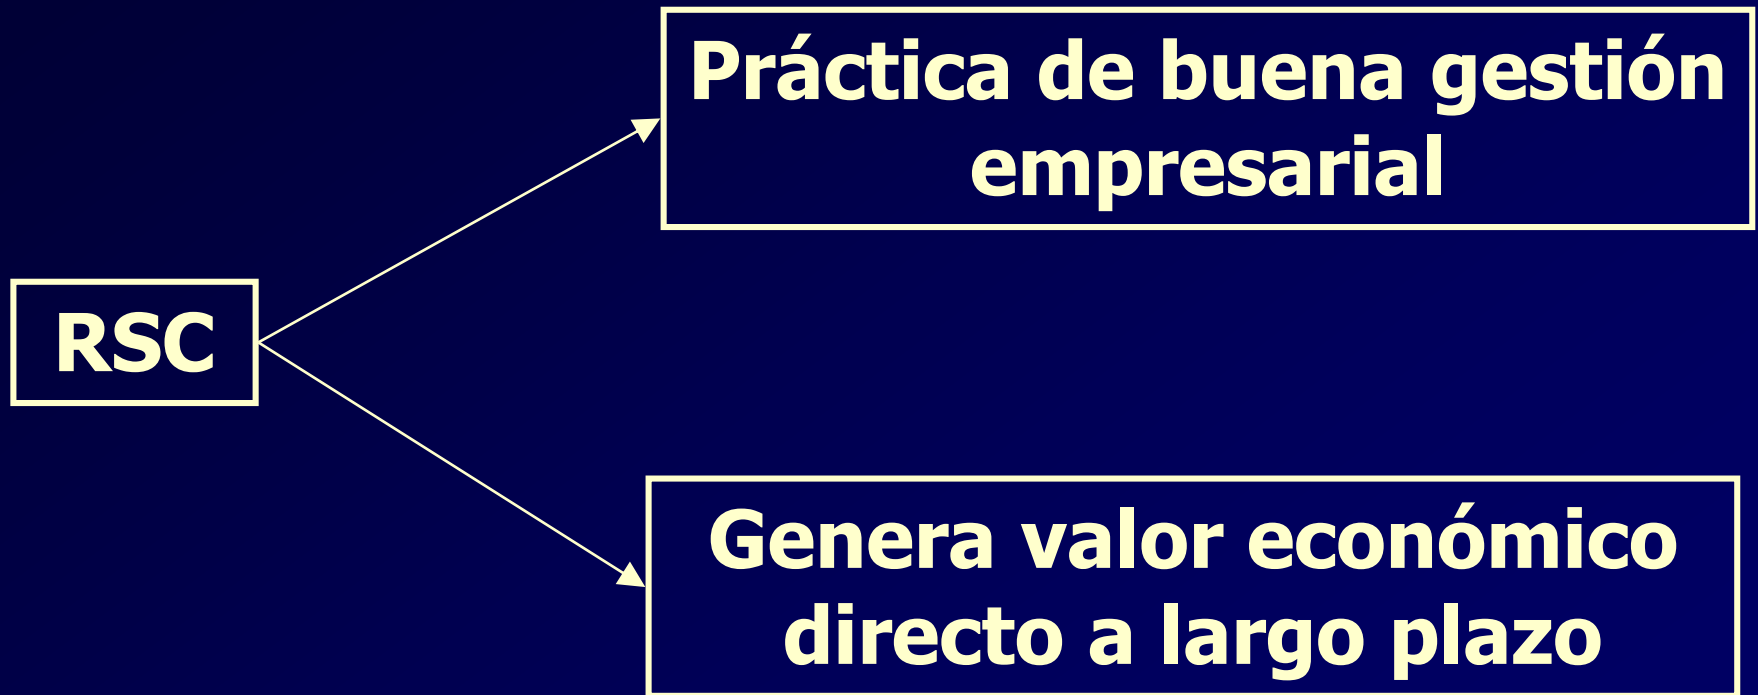 Práctica de buena gestión
empresarial
RSC
Genera valor económico
directo a largo plazo